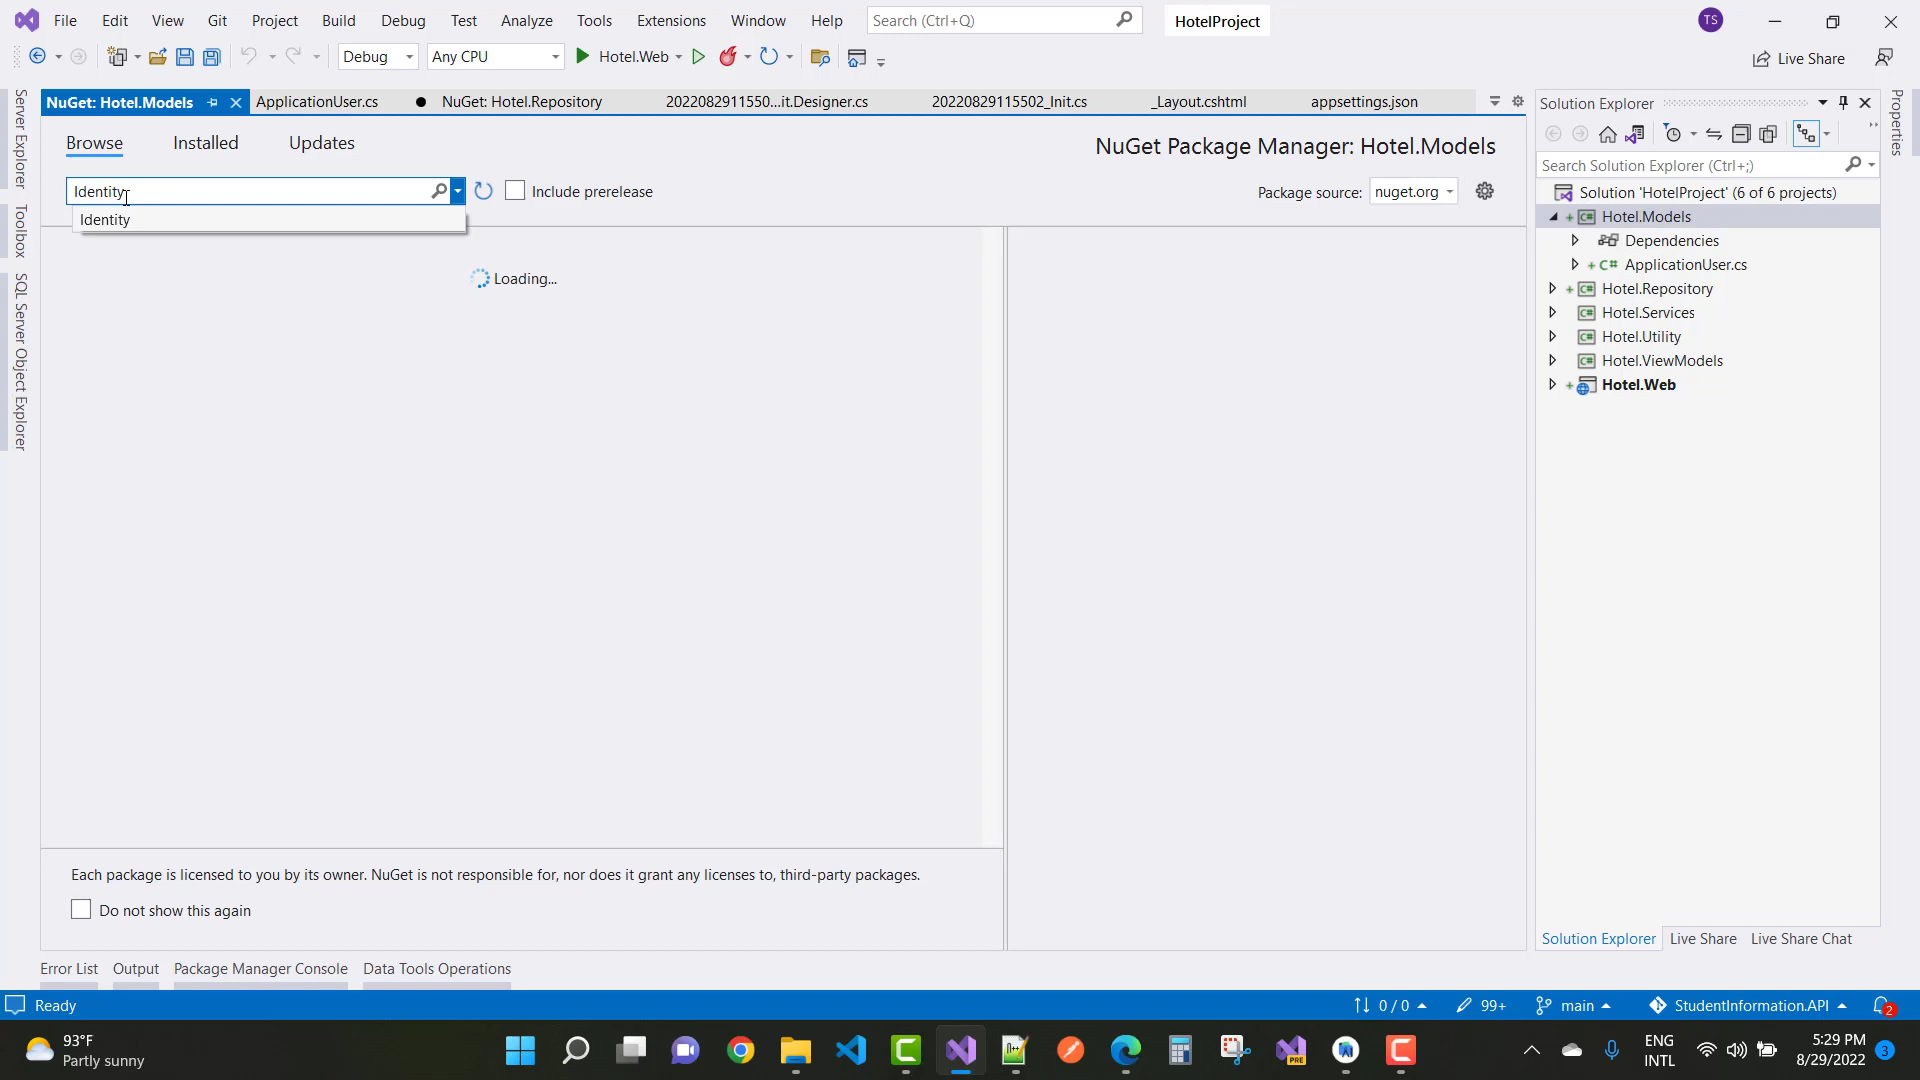 File Edit View Git Project Build Debug Test Analyze Tools Extensions Window Help Search (Ctrl+Q) HotelProject TS
Debug Any CPU Hotel.Web Live Share
NuGet: Hotel.Models ApplicationUser.cs NuGet: Hotel.Repository 2022082911550...it.Designer.cs 20220829115502_Init.cs _Layout.cshtml appsettings.json
Browse Installed Updates NuGet Package Manager: Hotel.Models
Identity Include prerelease Package source: nuget.org
Identity
Loading...
Each package is licensed to you by its owner. NuGet is not responsible for, nor does it grant any licenses to, third-party packages.
Do not show this again
Server Explorer
Toolbox
SQL Server Object Explorer
Solution Explorer
Search Solution Explorer (Ctrl+;)
Solution 'HotelProject' (6 of 6 projects)
Hotel.Models
Dependencies
C# ApplicationUser.cs
C# Hotel.Repository
C# Hotel.Services
C# Hotel.Utility
C# Hotel.ViewModels
Hotel.Web
Solution Explorer Live Share Live Share Chat
Properties
Error List Output Package Manager Console Data Tools Operations
Ready 0 / 0 99+ main StudentInformation.API 2
93°F
Partly sunny
PRE
ENG
INTL
5:29 PM
8/29/2022
3